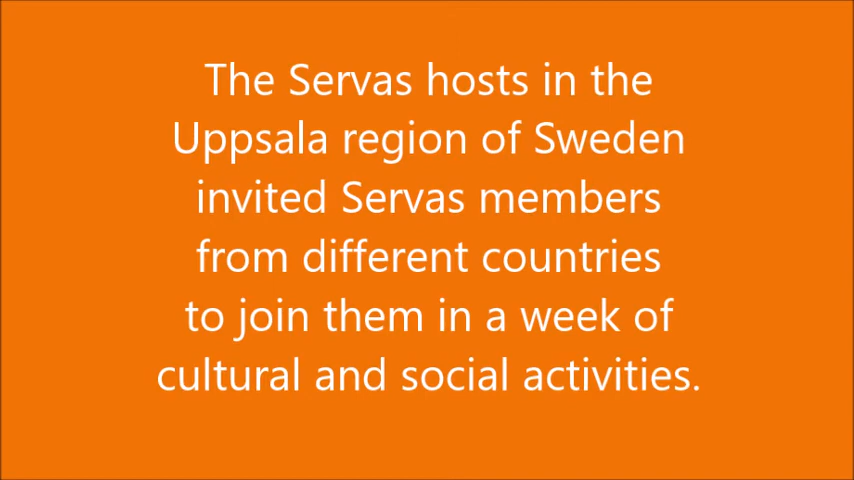 The Servas hosts in the
Uppsala region of Sweden
invited Servas members
from different countries
to join them in a week of
cultural and social activities.